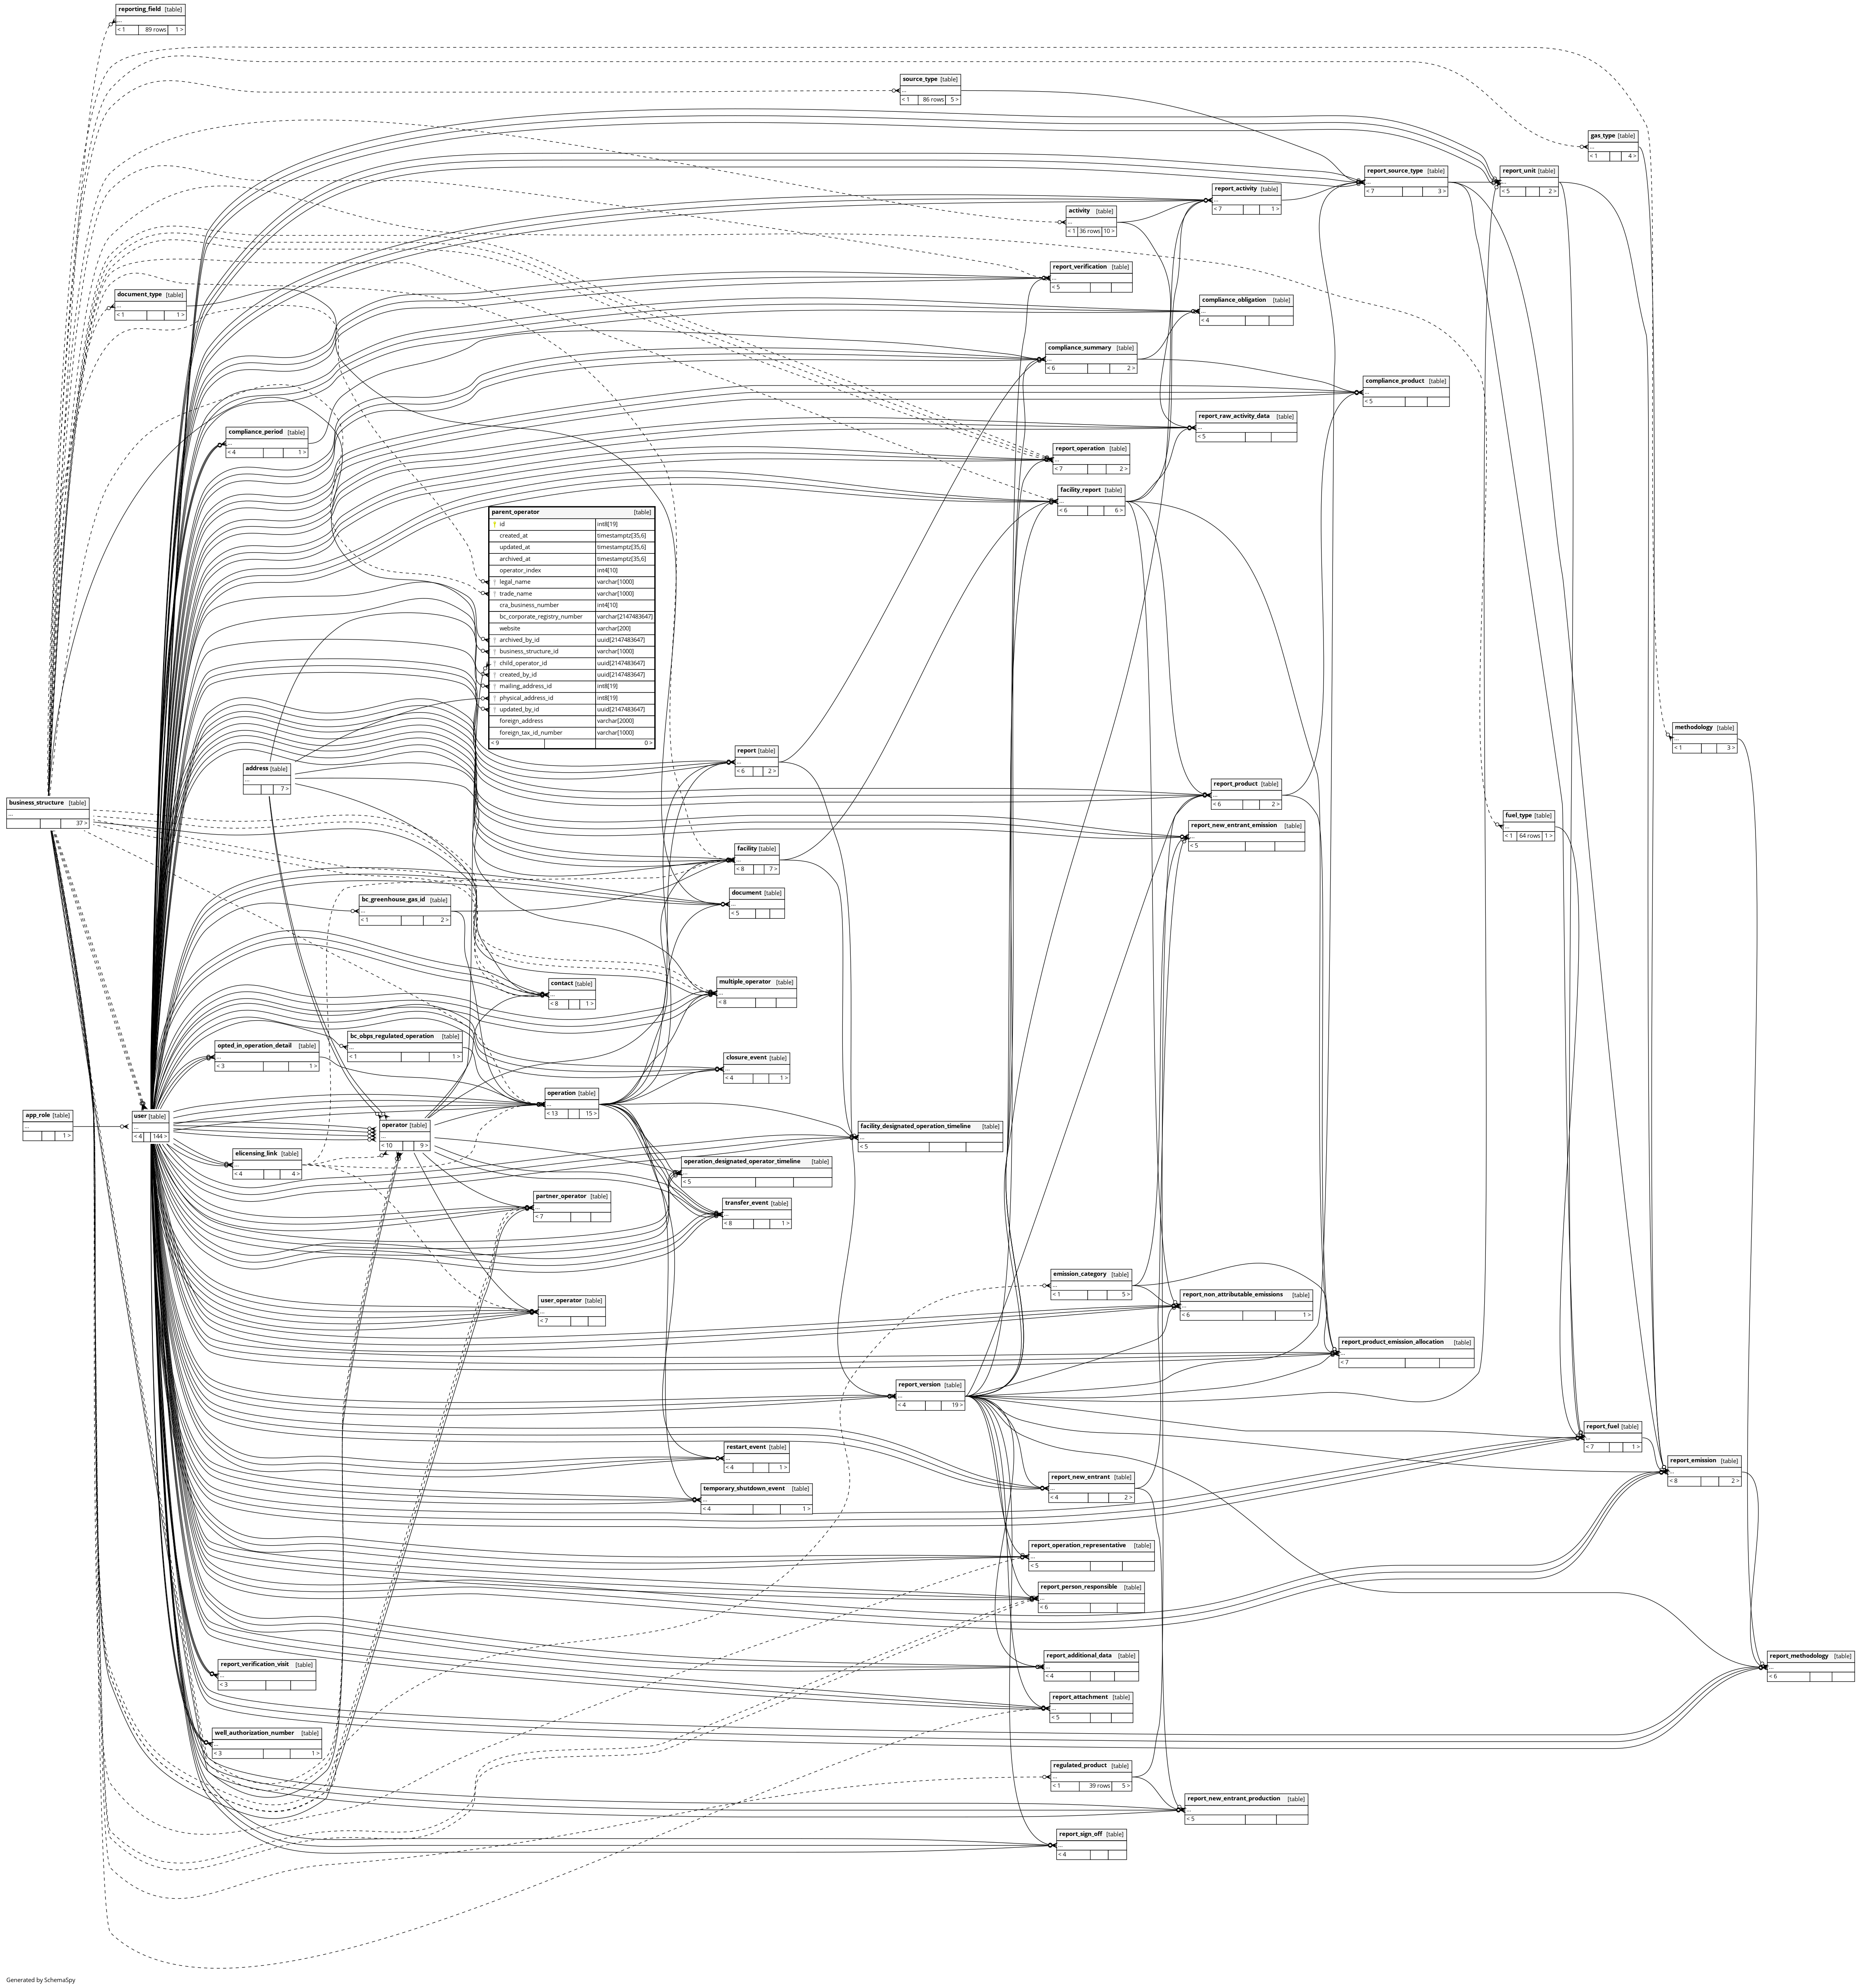 reporting_field [table]
...
< 1 89 rows 1 >
source_type [table]
...
< 1 86 rows 5 >
gas_type [table]
...
< 1 4 >
report_source_type [table]
...
< 7 3 >
report_unit [table]
...
< 5 2 >
report_activity [table]
...
< 7 1 >
activity [table]
...
< 1 36 rows 10 >
report_verification [table]
...
< 5
document_type [table]
...
< 1 1 >
compliance_obligation [table]
...
< 4
compliance_summary [table]
...
< 6 2 >
compliance_product [table]
...
< 5
report_raw_activity_data [table]
...
< 5
compliance_period [table]
...
< 4 1 >
report_operation [table]
...
< 7 2 >
facility_report [table]
...
< 6 6 >
parent_operator [table]
id int8[19]
created_at timestamptz[35,6]
updated_at timestamptz[35,6]
archived_at timestamptz[35,6]
operator_index int4[10]
legal_name varchar[1000]
trade_name varchar[1000]
cra_business_number int4[10]
bc_corporate_registry_number varchar[2147483647]
website varchar[200]
archived_by_id uuid[2147483647]
business_structure_id varchar[1000]
child_operator_id uuid[2147483647]
created_by_id uuid[2147483647]
mailing_address_id int8[19]
physical_address_id int8[19]
updated_by_id uuid[2147483647]
foreign_address varchar[2000]
foreign_tax_id_number varchar[1000]
< 9 0 >
methodology [table]
...
< 1 3 >
report [table]
...
< 6 2 >
address [table]
...
7 >
report_product [table]
...
< 6 2 >
business_structure [table]
...
37 >
fuel_type [table]
...
< 1 64 rows 1 >
report_new_entrant_emission [table]
...
< 5
facility [table]
...
< 8 7 >
document [table]
...
< 5
bc_greenhouse_gas_id [table]
...
< 1 2 >
contact [table]
...
< 8 1 >
multiple_operator [table]
...
< 8
bc_obps_regulated_operation [table]
...
< 1 1 >
opted_in_operation_detail [table]
...
< 3 1 >
closure_event [table]
...
< 4 1 >
operation [table]
...
< 13 15 >
app_role [table]
...
1 >
user [table]
...
< 4 144 >
operator [table]
...
< 10 9 >
facility_designated_operation_timeline [table]
...
< 5
elicensing_link [table]
...
< 4 4 >
operation_designated_operator_timeline [table]
...
< 5
partner_operator [table]
...
< 7
transfer_event [table]
...
< 8 1 >
emission_category [table]
...
< 1 5 >
report_non_attributable_emissions [table]
...
< 6 1 >
user_operator [table]
...
< 7
report_product_emission_allocation [table]
...
< 7
report_version [table]
...
< 4 19 >
report_fuel [table]
...
< 7 1 >
restart_event [table]
...
< 4 1 >
report_emission [table]
...
< 8 2 >
report_new_entrant [table]
...
< 4 2 >
temporary_shutdown_event [table]
...
< 4 1 >
report_operation_representative [table]
...
< 5
report_person_responsible [table]
...
< 6
report_additional_data [table]
...
< 4
report_methodology [table]
...
< 6
report_verification_visit [table]
...
< 3
report_attachment [table]
...
< 5
well_authorization_number [table]
...
< 3 1 >
regulated_product [table]
...
< 1 39 rows 5 >
report_new_entrant_production [table]
...
< 5
report_sign_off [table]
...
< 4
Generated by SchemaSpy